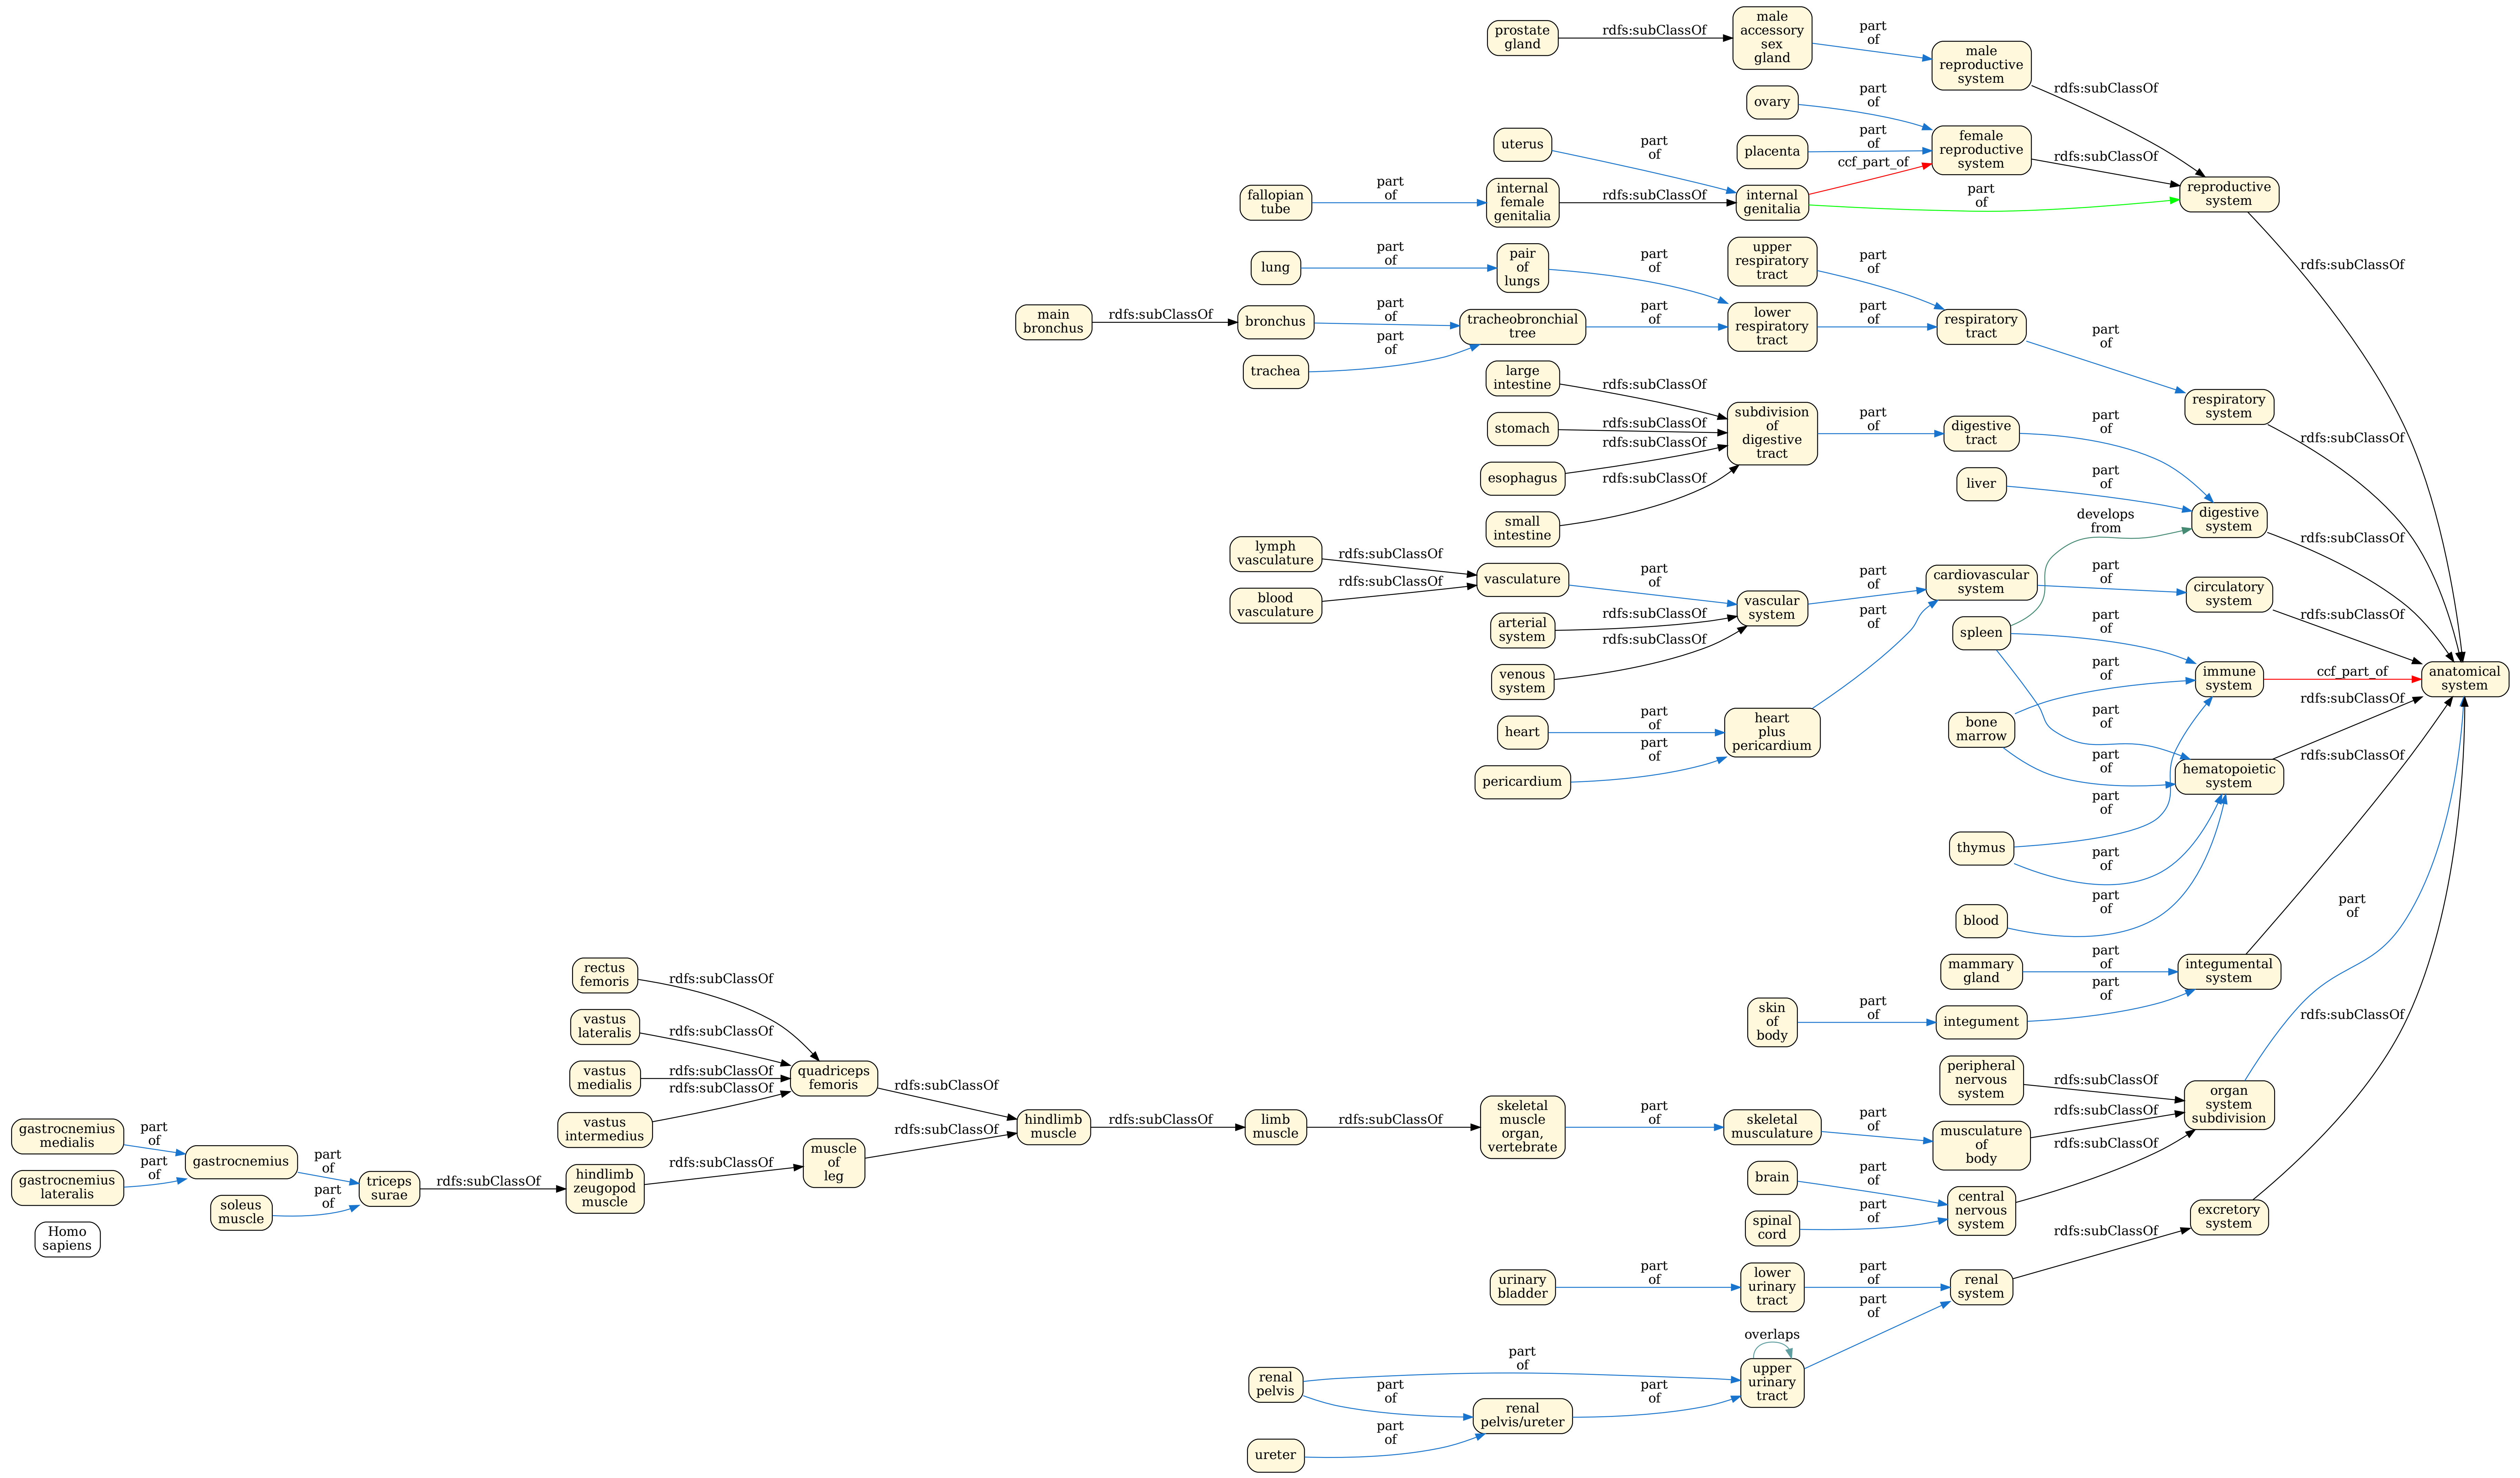 prostate
gland
rdfs:subClassOf
male
accessory
sex
gland
part
of
male
reproductive
system
rdfs:subClassOf
ovary
part
of
placenta
part
of
female
reproductive
system
rdfs:subClassOf
uterus
part
of
ccf_part_of
fallopian
tube
part
of
internal
female
genitalia
rdfs:subClassOf
internal
genitalia
part
of
reproductive
system
rdfs:subClassOf
lung
part
of
pair
of
lungs
part
of
upper
respiratory
tract
part
of
main
bronchus
rdfs:subClassOf
bronchus
part
of
tracheobronchial
tree
part
of
lower
respiratory
tract
part
of
respiratory
tract
part
of
trachea
part
of
respiratory
system
rdfs:subClassOf
large
intestine
rdfs:subClassOf
stomach
rdfs:subClassOf
esophagus
rdfs:subClassOf
small
intestine
rdfs:subClassOf
subdivision
of
digestive
tract
part
of
digestive
tract
part
of
liver
part
of
develops
from
digestive
system
rdfs:subClassOf
lymph
vasculature
rdfs:subClassOf
blood
vasculature
rdfs:subClassOf
vasculature
part
of
arterial
system
rdfs:subClassOf
venous
system
rdfs:subClassOf
vascular
system
part
of
cardiovascular
system
part
of
circulatory
system
rdfs:subClassOf
heart
part
of
pericardium
part
of
heart
plus
pericardium
part
of
spleen
part
of
part
of
bone
marrow
part
of
part
of
immune
system
ccf_part_of
anatomical
system
hematopoietic
system
rdfs:subClassOf
thymus
part
of
part
of
blood
part
of
mammary
gland
part
of
skin
of
body
part
of
integument
part
of
integumental
system
rdfs:subClassOf
rectus
femoris
rdfs:subClassOf
vastus
lateralis
rdfs:subClassOf
vastus
medialis
rdfs:subClassOf
vastus
intermedius
rdfs:subClassOf
quadriceps
femoris
rdfs:subClassOf
gastrocnemius
medialis
part
of
gastrocnemius
lateralis
part
of
gastrocnemius
part
of
soleus
muscle
part
of
triceps
surae
rdfs:subClassOf
hindlimb
zeugopod
muscle
rdfs:subClassOf
muscle
of
leg
rdfs:subClassOf
hindlimb
muscle
rdfs:subClassOf
limb
muscle
rdfs:subClassOf
skeletal
muscle
organ,
vertebrate
part
of
skeletal
musculature
part
of
musculature
of
body
rdfs:subClassOf
peripheral
nervous
system
rdfs:subClassOf
brain
part
of
spinal
cord
part
of
central
nervous
system
rdfs:subClassOf
organ
system
subdivision
part
of
Homo
sapiens
urinary
bladder
part
of
lower
urinary
tract
part
of
renal
system
rdfs:subClassOf
excretory
system
rdfs:subClassOf
overlaps
renal
pelvis
part
of
part
of
ureter
part
of
renal
pelvis/ureter
part
of
upper
urinary
tract
part
of